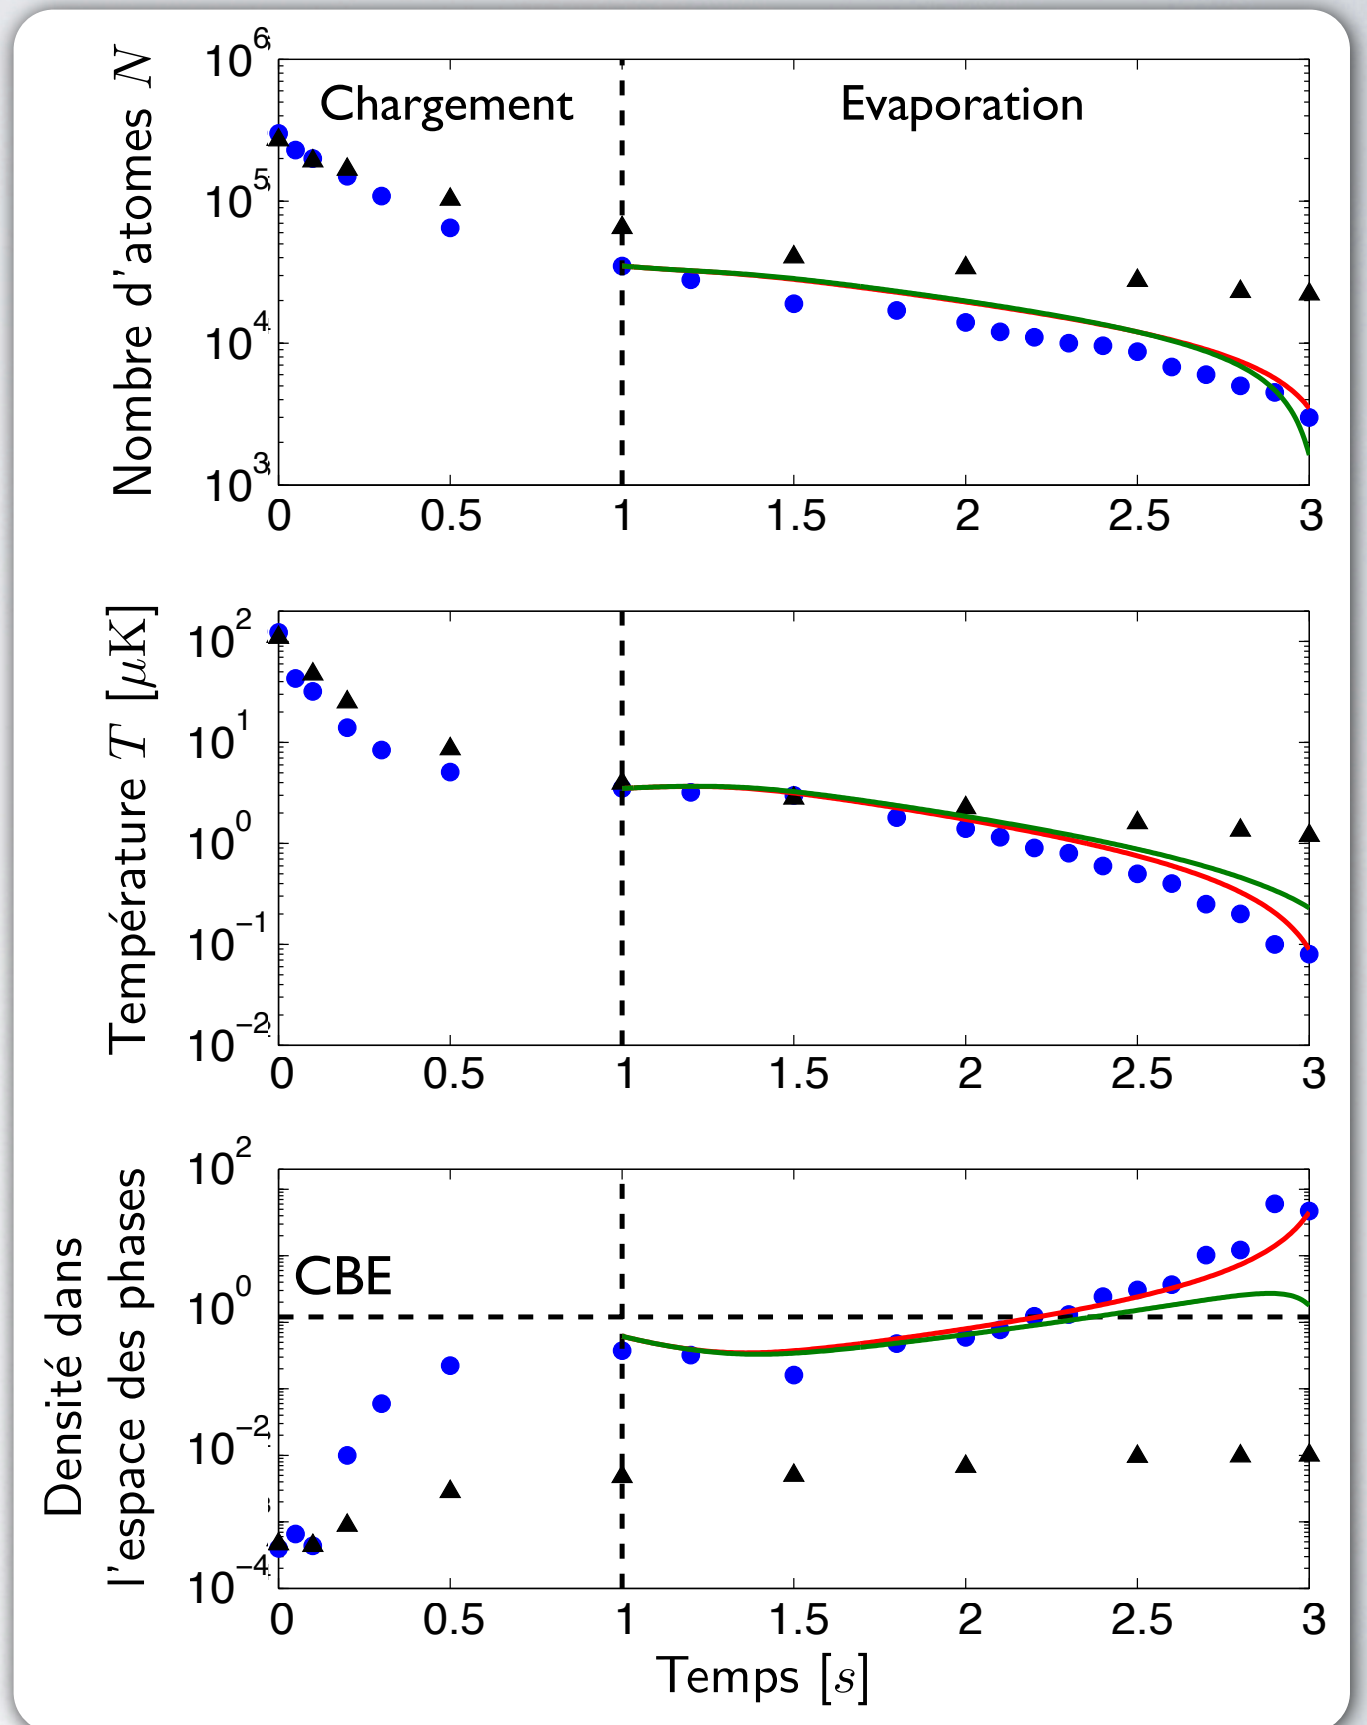 Nombre d'atomes N
10^6
10^5
10^4
10^3
Chargement
Evaporation
0 0.5 1 1.5 2 2.5 3
Température T [μK]
10^2
10^1
10^0
10^-1
10^-2
0 0.5 1 1.5 2 2.5 3
Densité dans
l'espace des phases
10^2
10^0
10^-2
10^-4
CBE
0 0.5 1 1.5 2 2.5 3
Temps [s]